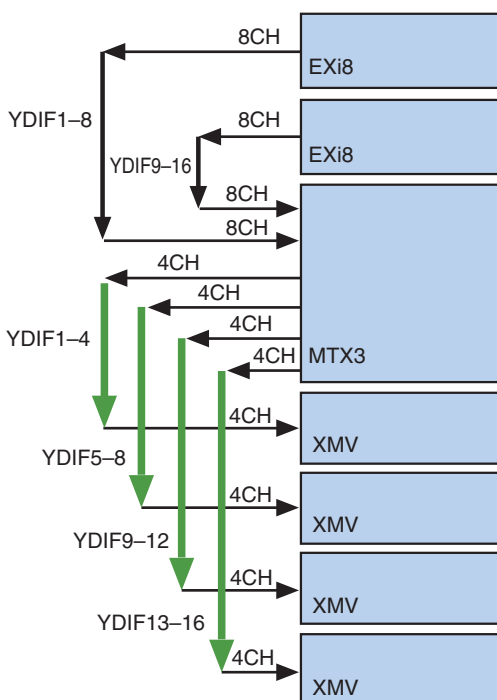 8CH
EXi8
YDIF1–8
8CH
EXi8
YDIF9–16
8CH
8CH
4CH
4CH
4CH
4CH
MTX3
YDIF1–4
4CH
XMV
YDIF5–8
4CH
XMV
YDIF9–12
4CH
XMV
YDIF13–16
4CH
XMV